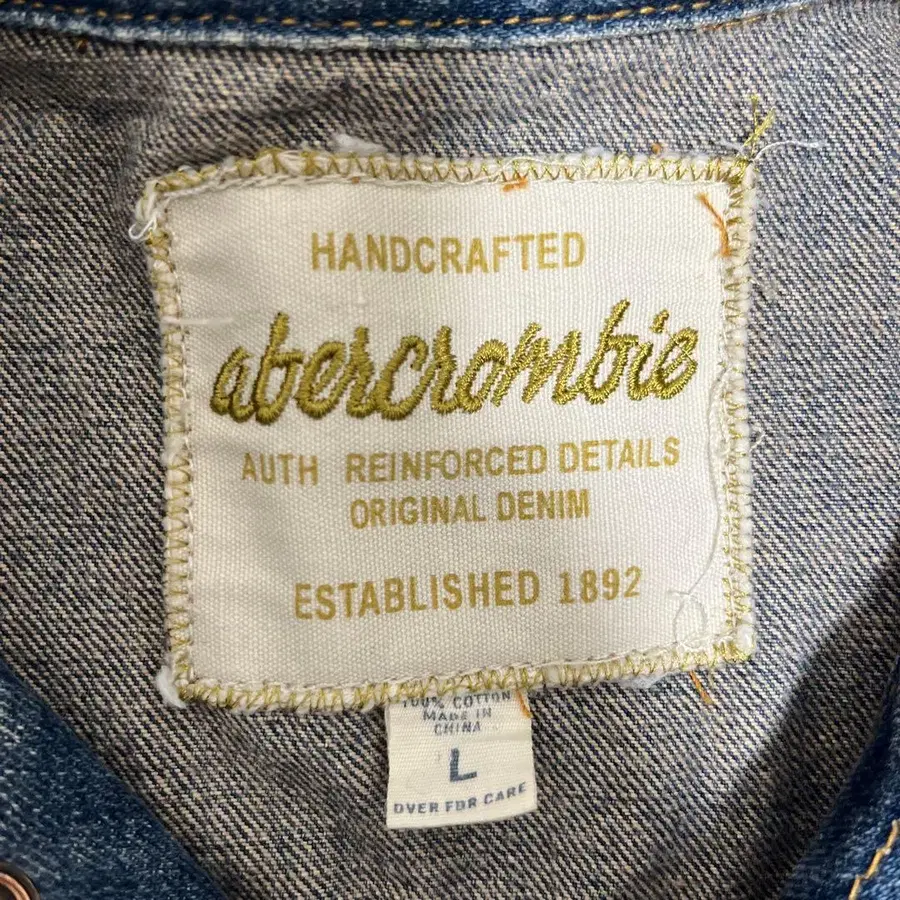 HANDCRAFTED
abercrombie
AUTH REINFORCED DETAILS
ORIGINAL DENIM
ESTABLISHED 1892
100% COTTON
MADE IN
CHINA
L
OVER FOR CARE